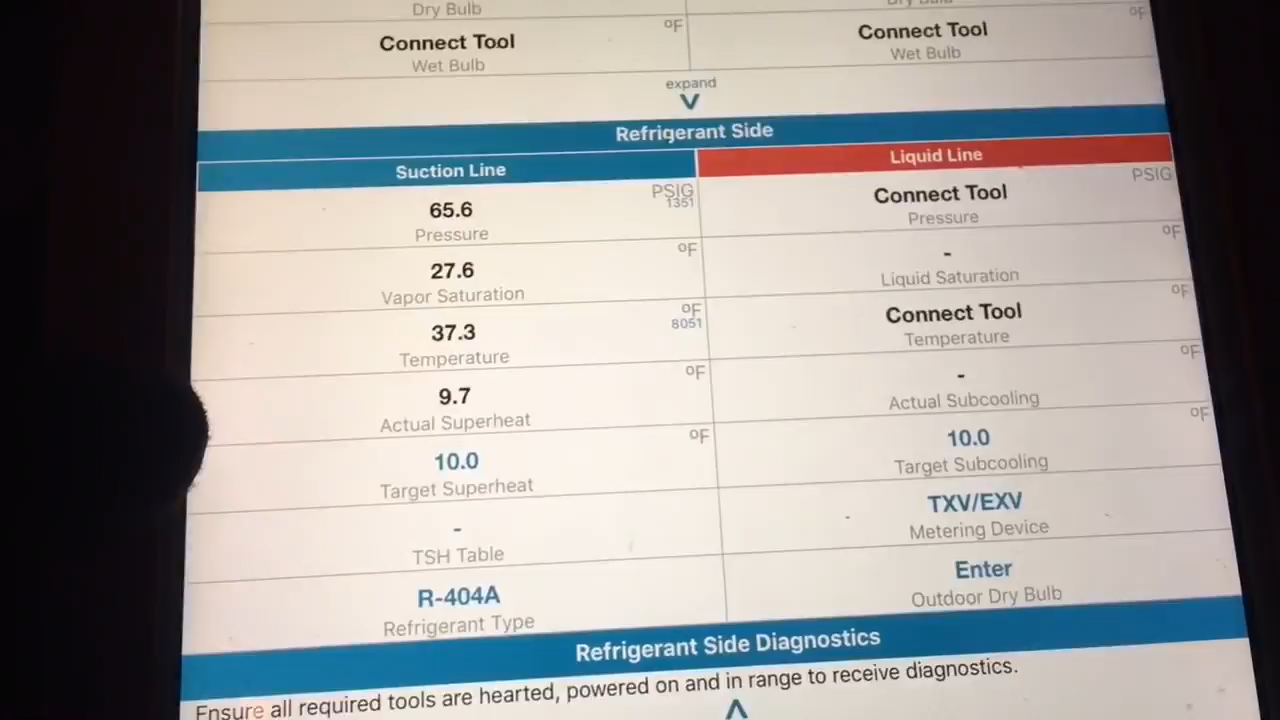 Dry Bulb
°F
Connect Tool
Wet Bulb
°F
Connect Tool
Wet Bulb
expand
Refrigerant Side
Suction Line
Liquid Line
65.6
PSIG
1351
Pressure
Connect Tool
PSIG
Pressure
27.6
°F
Vapor Saturation
-
°F
Liquid Saturation
37.3
°F
8051
Temperature
Connect Tool
°F
Temperature
9.7
°F
Actual Superheat
-
°F
Actual Subcooling
10.0
°F
Target Superheat
10.0
°F
Target Subcooling
-
TSH Table
TXV/EXV
Metering Device
R-404A
Refrigerant Type
Enter
Outdoor Dry Bulb
Refrigerant Side Diagnostics
Ensure all required tools are hearted, powered on and in range to receive diagnostics.